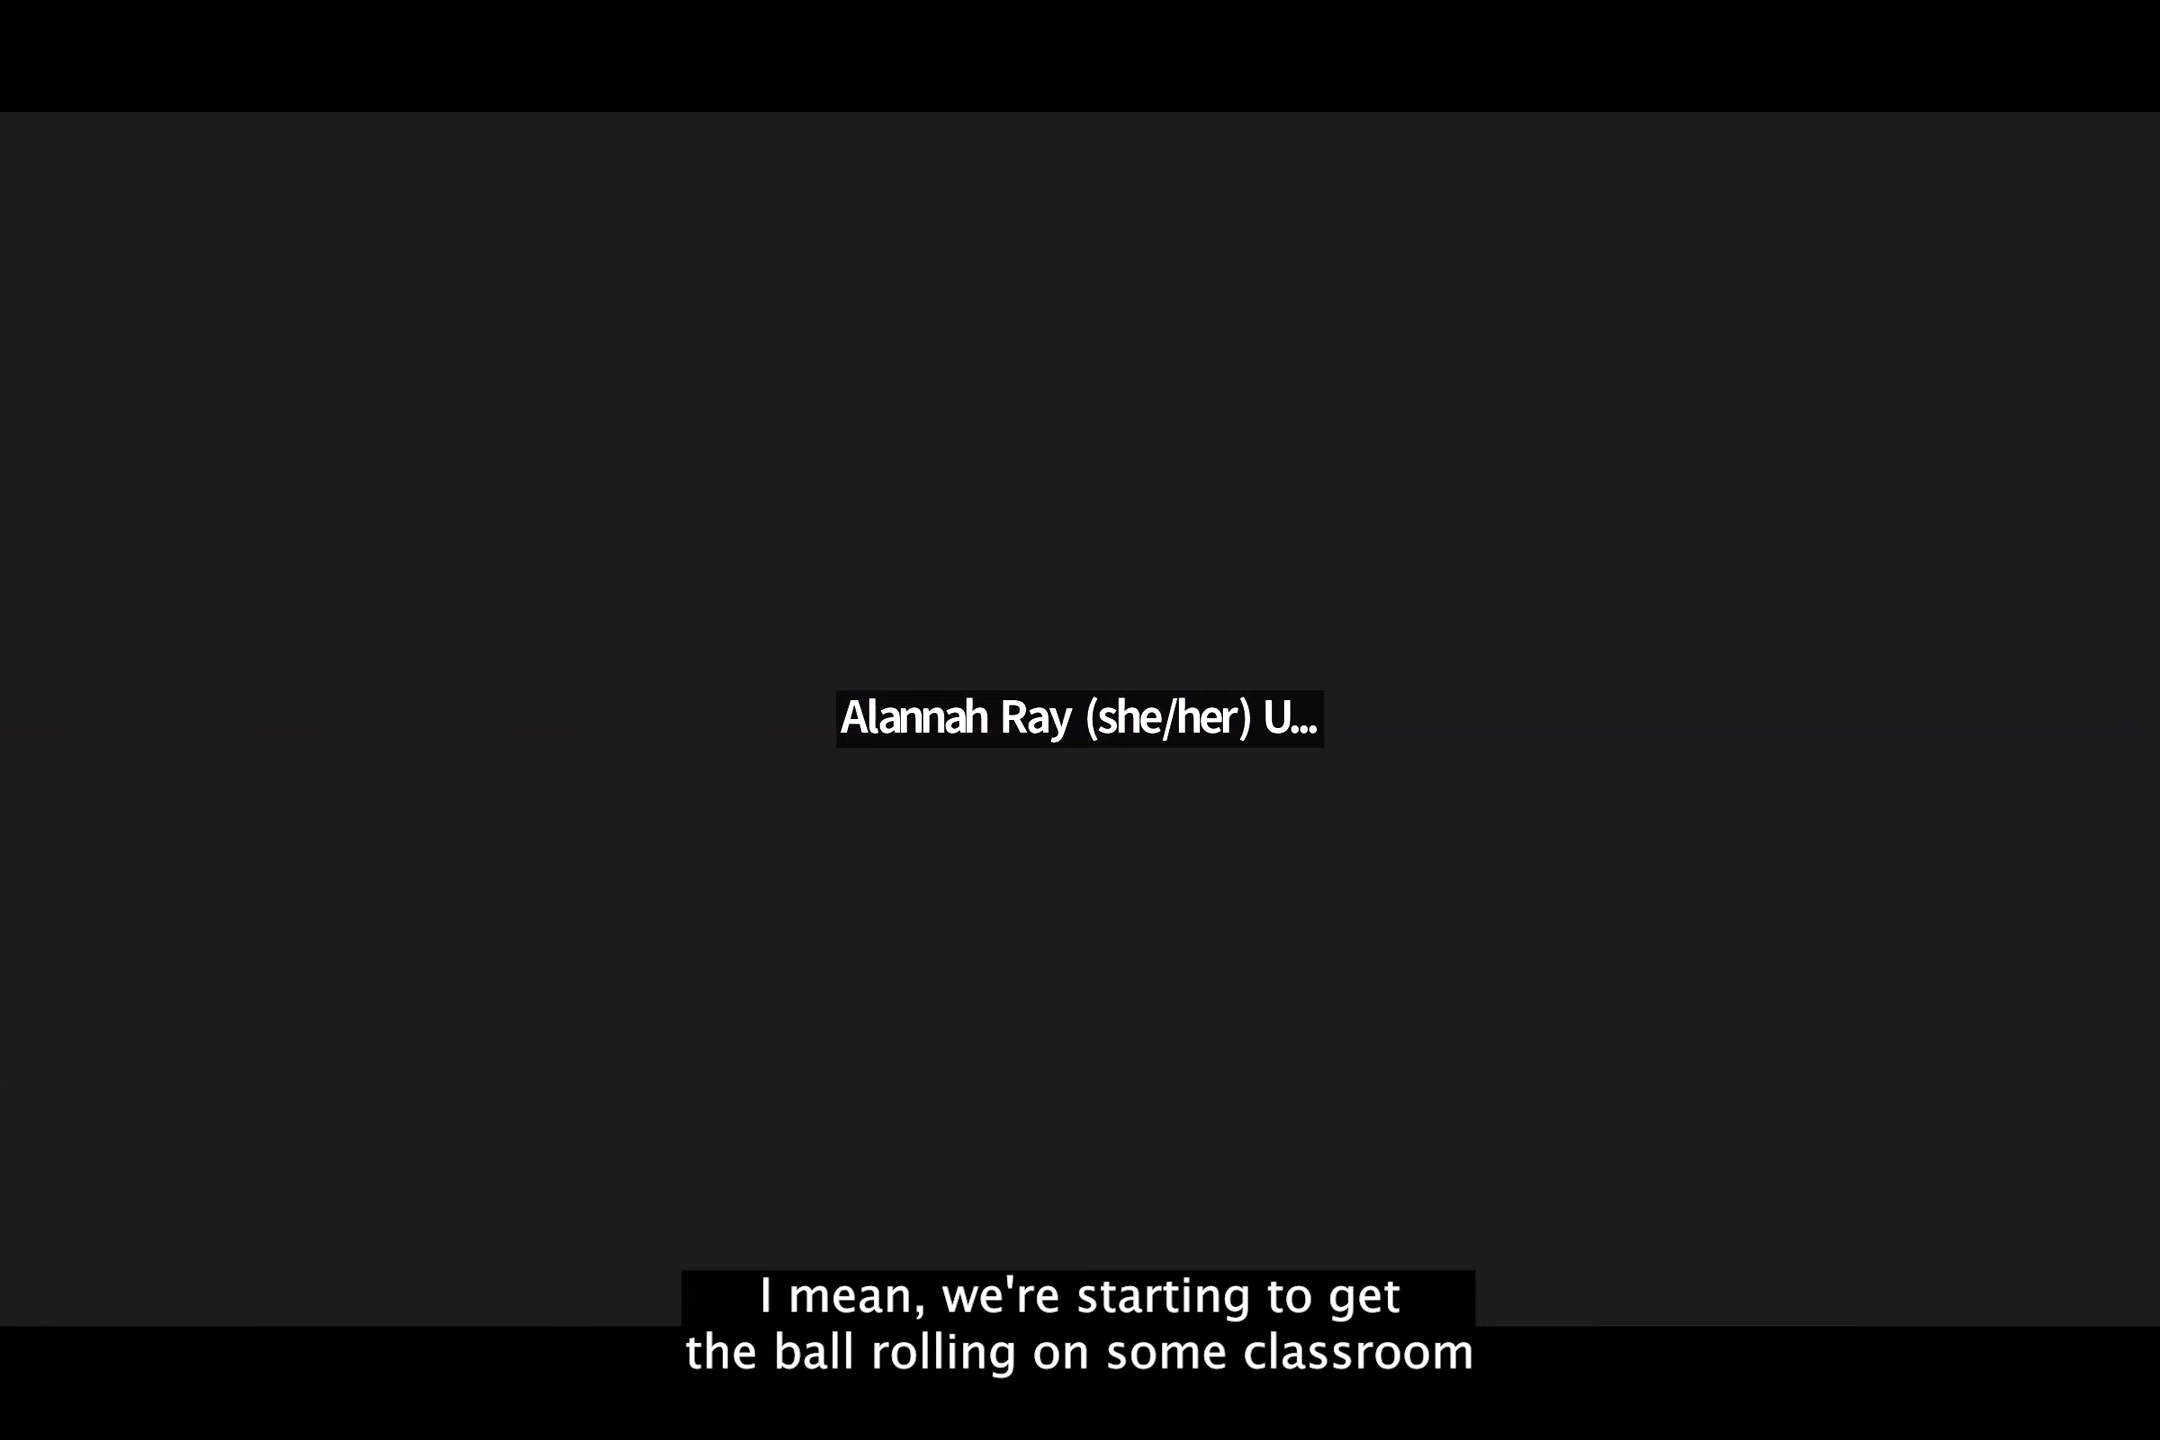 Alannah Ray (she/her) U...
I mean, we're starting to get
the ball rolling on some classroom